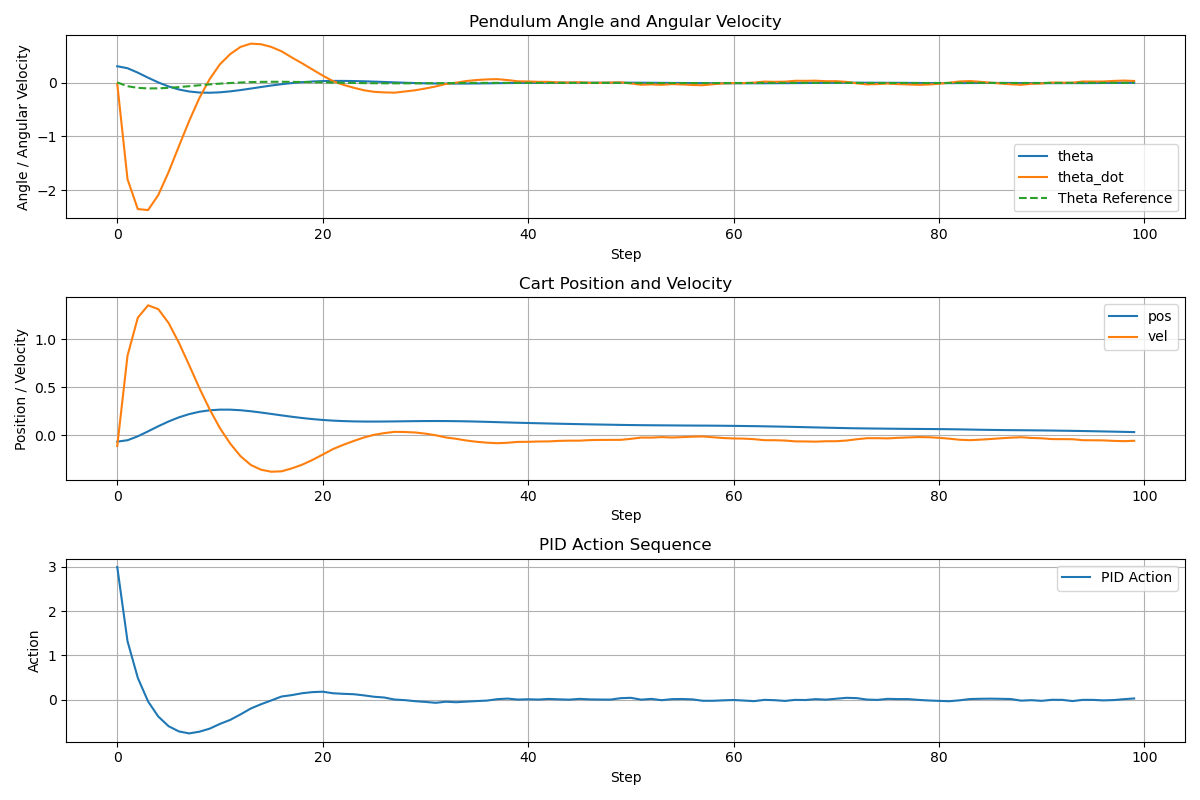 Pendulum Angle and Angular Velocity
Angle / Angular Velocity
0
−1
−2
theta
theta_dot
Theta Reference
0 20 40 60 80 100
Step
Cart Position and Velocity
Position / Velocity
1.0
0.5
0.0
pos
vel
0 20 40 60 80 100
Step
PID Action Sequence
Action
3
2
1
0
PID Action
0 20 40 60 80 100
Step